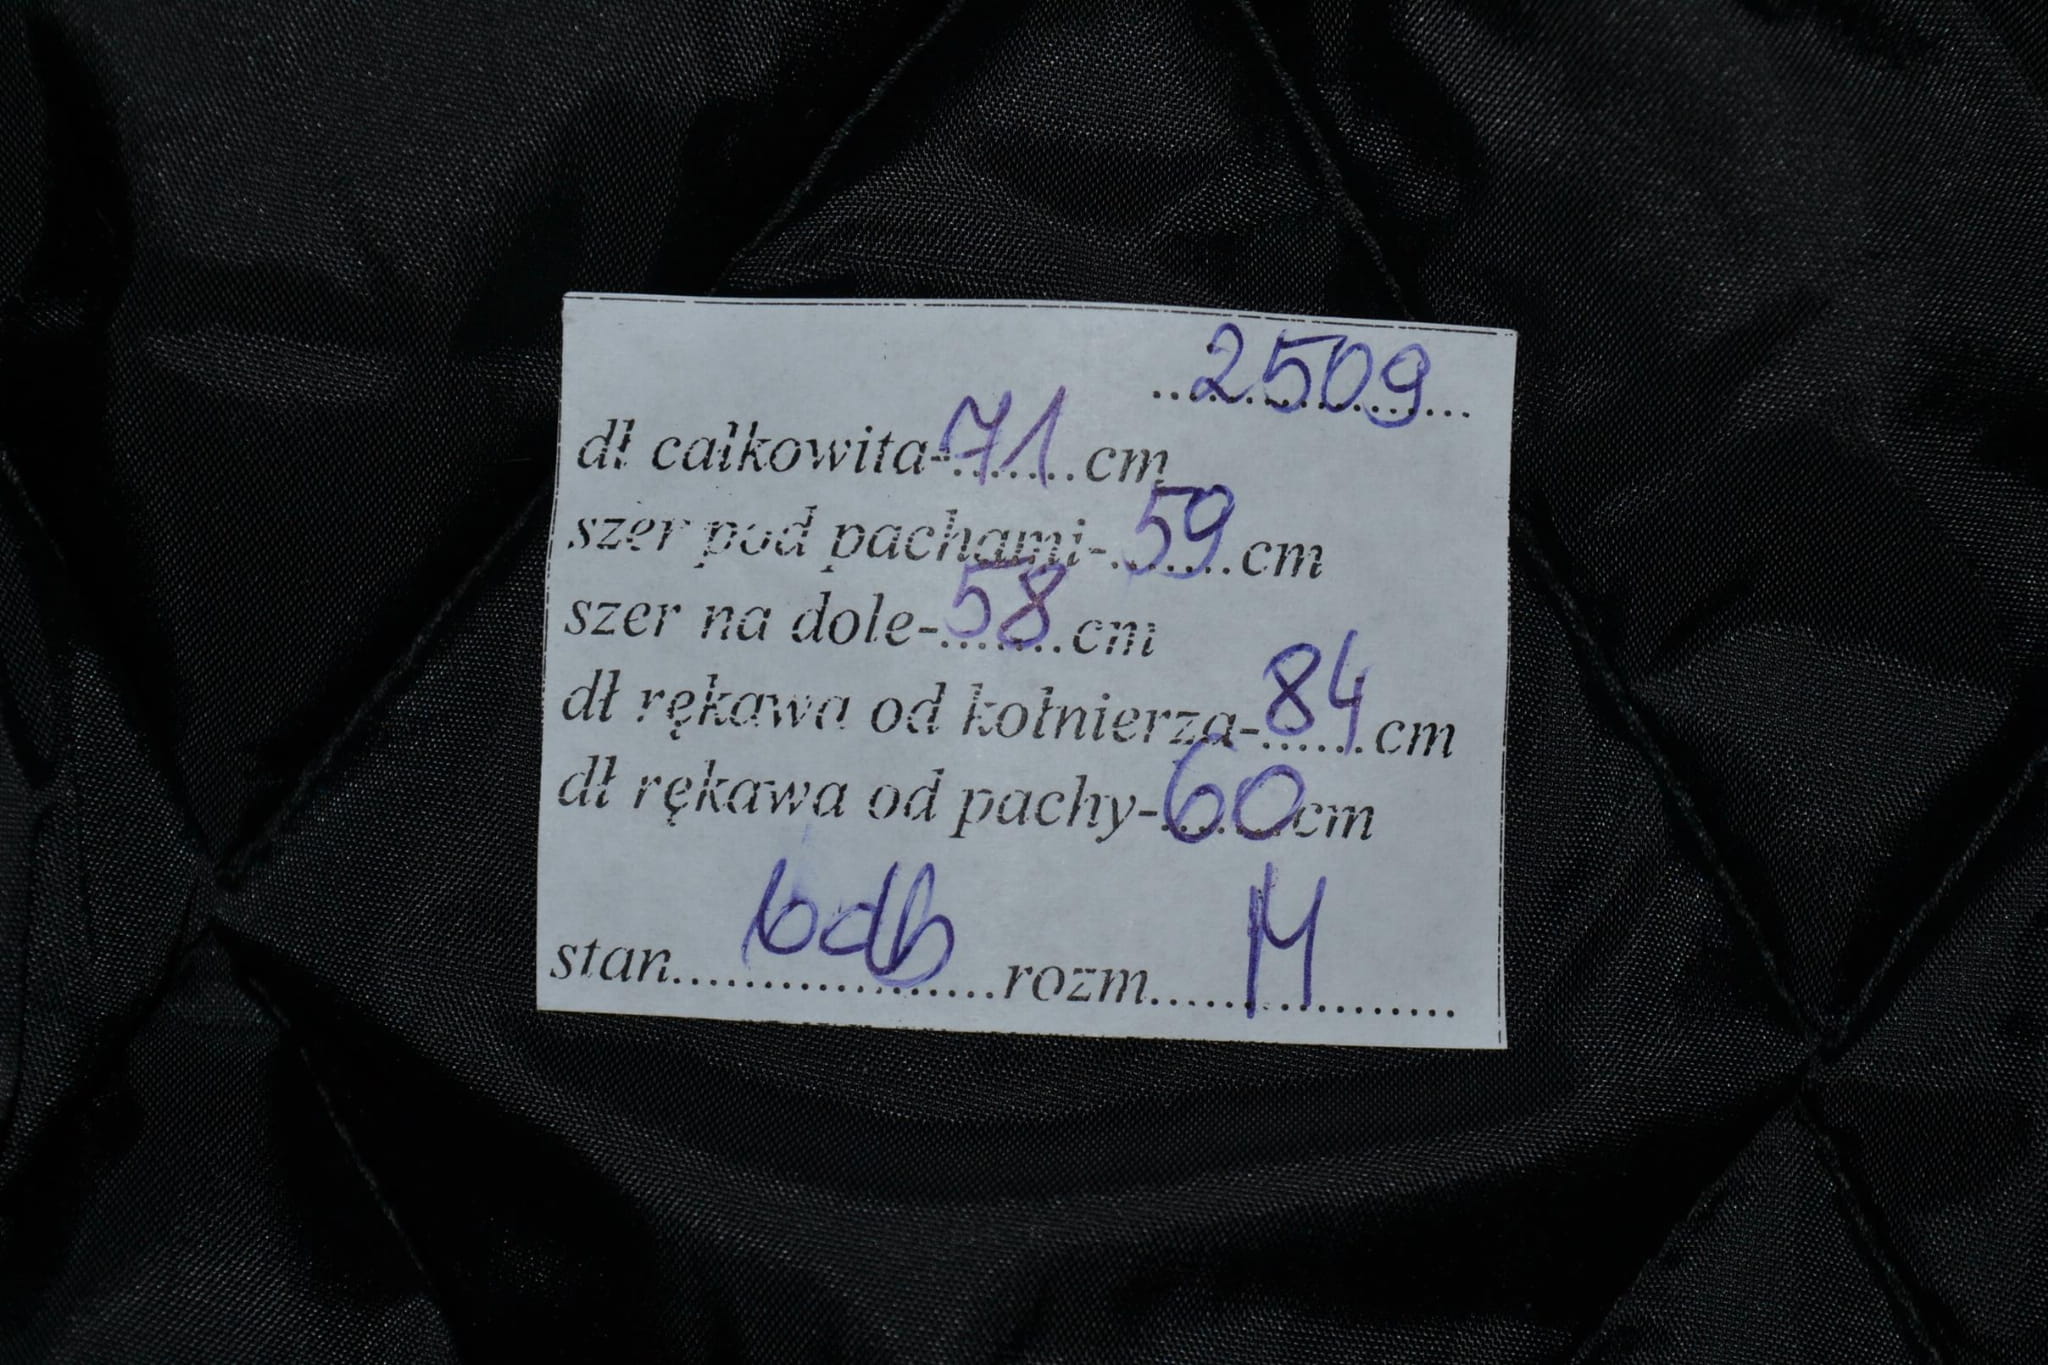 ..2509...
dł całkowita-71cm
szer pod pachami-59cm
szer na dole-58cm
dł rękawa od kołnierza-84cm
dł rękawa od pachy-60cm
stan bdb rozm M